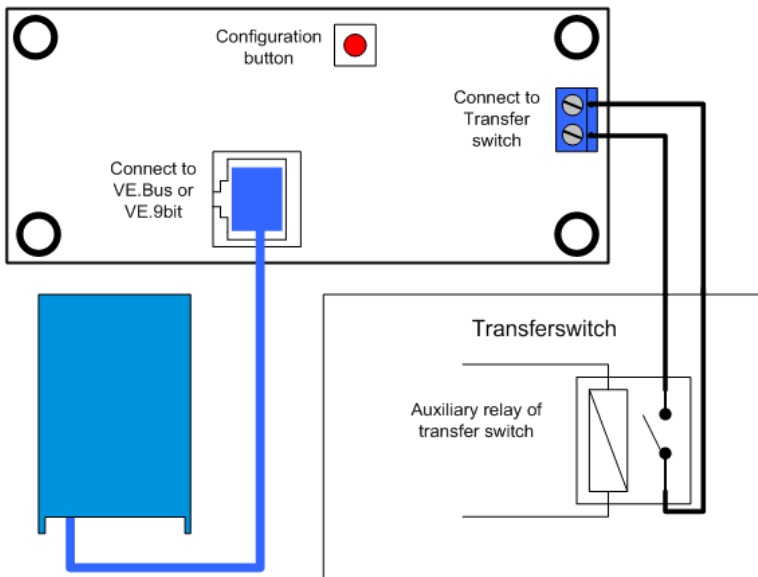 Configuration
button
Connect to
Transfer
switch
Connect to
VE.Bus or
VE.9bit
Transferswitch
Auxiliary relay of
transfer switch